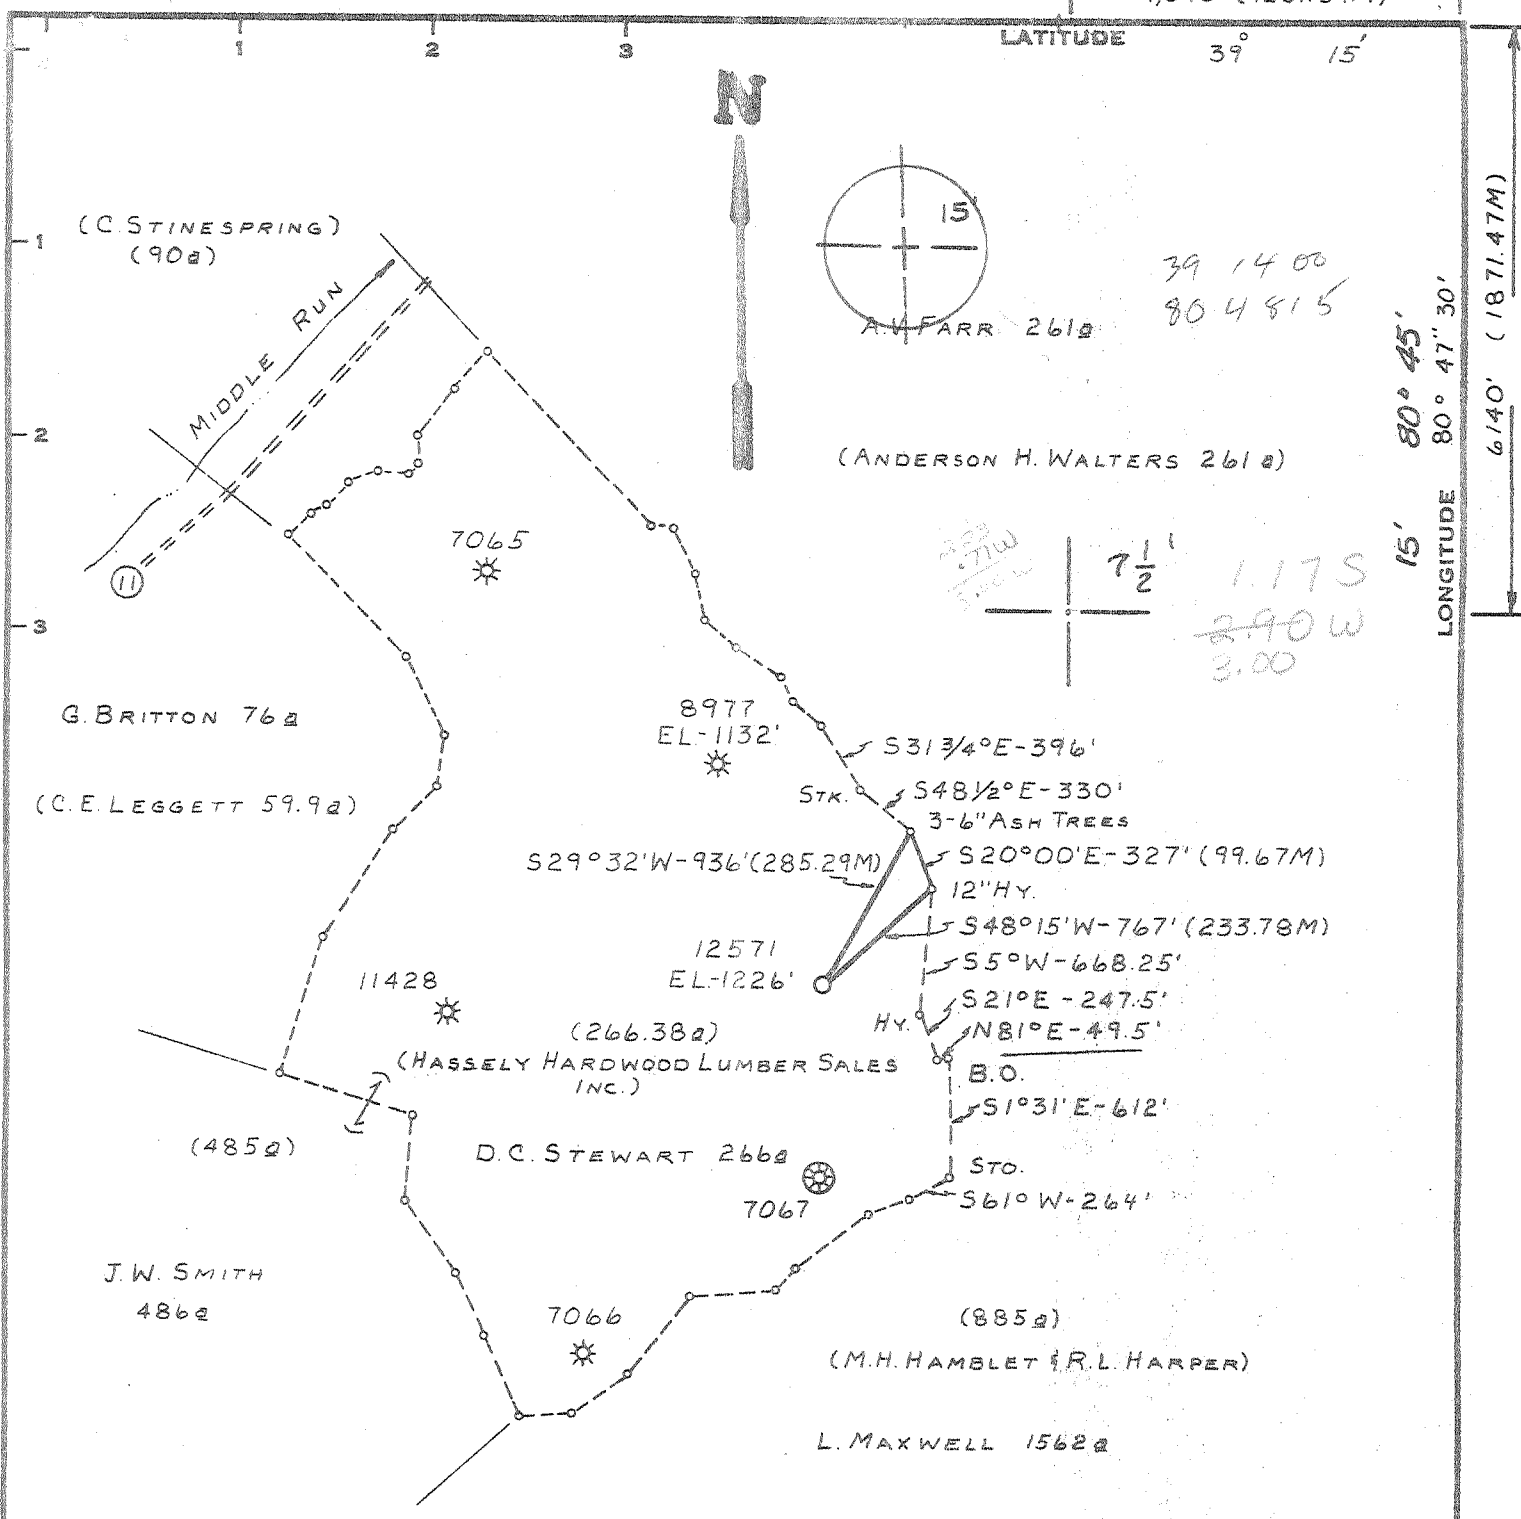 1 2 3
LATITUDE
39° 15'
N
15'
(C. STINESPRING)
(90a)
1
MIDDLE RUN
39 14 00
80 48 15
A.V. FARR 261a
6140' (1871.47M)
80° 45'
80° 47" 30'
15'
LONGITUDE
2
(ANDERSON H. WALTERS 261a)
7065
11
7 1/2'
1.17 S
2.90 W
3.00
3
G. BRITTON 76a
8977
EL-1132'
S31 3/4°E-396'
(C.E. LEGGETT 59.9a)
STK.
S48 1/2°E-330'
3-6" ASH TREES
S29°32'W-936' (285.29M)
S20°00'E-327' (99.67M)
12" HY.
S48°15'W-767' (233.78M)
12571
EL-1226'
S5°W-668.25'
11428
S21°E-247.5'
HY.
N81°E-49.5'
(266.38a)
(HASSELY HARDWOOD LUMBER SALES
INC.)
B.O.
S1°31'E-612'
(485a)
D.C. STEWART 266a
STO.
7067
S61°W-264'
J.W. SMITH
486a
7066
(885a)
(M.H. HAMBLET & R.L. HARPER)
L. MAXWELL 1562a